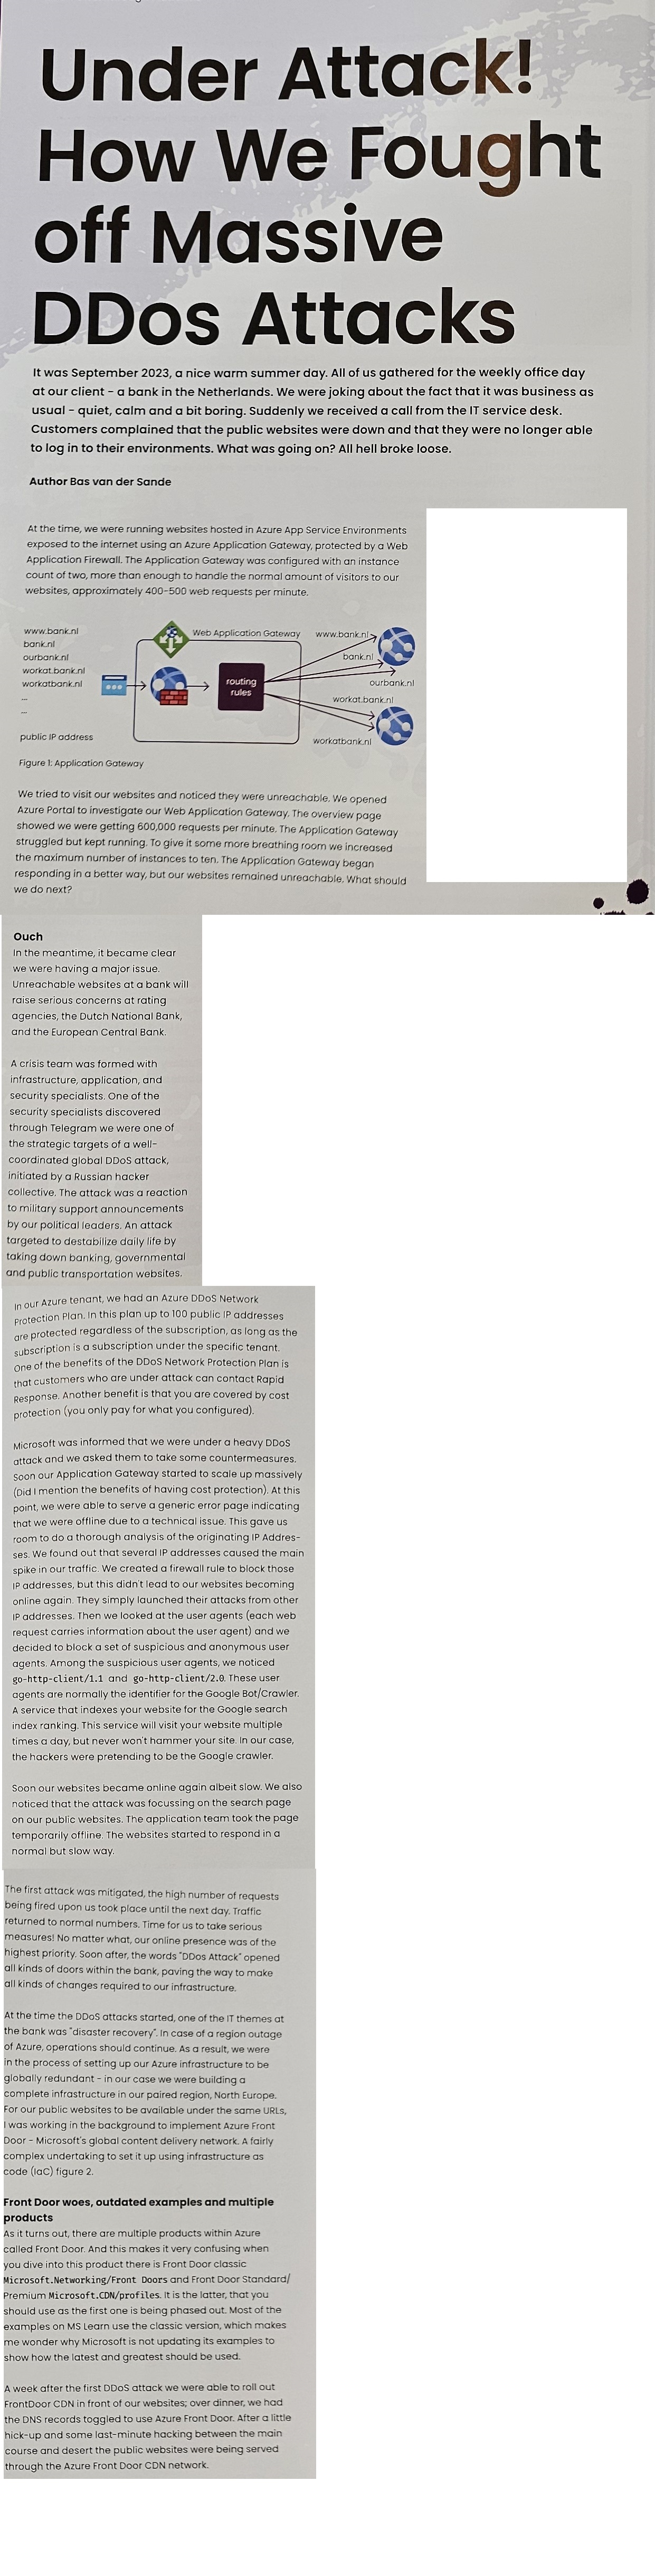 Under Attack!
How We Fought
off Massive
DDos Attacks
It was September 2023, a nice warm summer day. All of us gathered for the weekly office day
at our client - a bank in the Netherlands. We were joking about the fact that it was business as
usual - quiet, calm and a bit boring. Suddenly we received a call from the IT service desk.
Customers complained that the public websites were down and that they were no longer able
to log in to their environments. What was going on? All hell broke loose.
Author Bas van der Sande
At the time, we were running websites hosted in Azure App Service Environments
exposed to the internet using an Azure Application Gateway, protected by a Web
Application Firewall. The Application Gateway was configured with an instance
count of two, more than enough to handle the normal amount of visitors to our
websites, approximately 400-500 web requests per minute.
www.bank.nl
bank.nl
ourbank.nl
workat.bank.nl
workatbank.nl
...
...
public IP address
Web Application Gateway
routing
rules
www.bank.nl
bank.nl
ourbank.nl
workat.bank.nl
workatbank.nl
Figure 1: Application Gateway
We tried to visit our websites and noticed they were unreachable. We opened
Azure Portal to investigate our Web Application Gateway. The overview page
showed we were getting 600,000 requests per minute. The Application Gateway
struggled but kept running. To give it some more breathing room we increased
the maximum number of instances to ten. The Application Gateway began
responding in a better way, but our websites remained unreachable. What should
we do next?
Ouch
In the meantime, it became clear
we were having a major issue.
Unreachable websites at a bank will
raise serious concerns at rating
agencies, the Dutch National Bank,
and the European Central Bank.
A crisis team was formed with
infrastructure, application, and
security specialists. One of the
security specialists discovered
through Telegram we were one of
the strategic targets of a well-
coordinated global DDoS attack,
initiated by a Russian hacker
collective. The attack was a reaction
to military support announcements
by our political leaders. An attack
targeted to destabilize daily life by
taking down banking, governmental
and public transportation websites.
In our Azure tenant, we had an Azure DDoS Network
Protection Plan. In this plan up to 100 public IP addresses
are protected regardless of the subscription, as long as the
subscription is a subscription under the specific tenant.
One of the benefits of the DDoS Network Protection Plan is
that customers who are under attack can contact Rapid
Response. Another benefit is that you are covered by cost
protection (you only pay for what you configured).
Microsoft was informed that we were under a heavy DDoS
attack and we asked them to take some countermeasures.
Soon our Application Gateway started to scale up massively
(Did I mention the benefits of having cost protection). At this
point, we were able to serve a generic error page indicating
that we were offline due to a technical issue. This gave us
room to do a thorough analysis of the originating IP Addres-
ses. We found out that several IP addresses caused the main
spike in our traffic. We created a firewall rule to block those
IP addresses, but this didn't lead to our websites becoming
online again. They simply launched their attacks from other
IP addresses. Then we looked at the user agents (each web
request carries information about the user agent) and we
decided to block a set of suspicious and anonymous user
agents. Among the suspicious user agents, we noticed
go-http-client/1.1 and go-http-client/2.0. These user
agents are normally the identifier for the Google Bot/Crawler.
A service that indexes your website for the Google search
index ranking. This service will visit your website multiple
times a day, but never won't hammer your site. In our case,
the hackers were pretending to be the Google crawler.
Soon our websites became online again albeit slow. We also
noticed that the attack was focussing on the search page
on our public websites. The application team took the page
temporarily offline. The websites started to respond in a
normal but slow way.
The first attack was mitigated, the high number of requests
being fired upon us took place until the next day. Traffic
returned to normal numbers. Time for us to take serious
measures! No matter what, our online presence was of the
highest priority. Soon after, the words "DDos Attack" opened
all kinds of doors within the bank, paving the way to make
all kinds of changes required to our infrastructure.
At the time the DDoS attacks started, one of the IT themes at
the bank was "disaster recovery". In case of a region outage
of Azure, operations should continue. As a result, we were
in the process of setting up our Azure infrastructure to be
globally redundant - in our case we were building a
complete infrastructure in our paired region, North Europe.
For our public websites to be available under the same URLs,
I was working in the background to implement Azure Front
Door - Microsoft's global content delivery network. A fairly
complex undertaking to set it up using infrastructure as
code (IaC) figure 2.
Front Door woes, outdated examples and multiple
products
As it turns out, there are multiple products within Azure
called Front Door. And this makes it very confusing when
you dive into this product there is Front Door classic
Microsoft.Networking/Front Doors and Front Door Standard/
Premium Microsoft.CDN/profiles. It is the latter, that you
should use as the first one is being phased out. Most of the
examples on MS Learn use the classic version, which makes
me wonder why Microsoft is not updating its examples to
show how the latest and greatest should be used.
A week after the first DDoS attack we were able to roll out
FrontDoor CDN in front of our websites; over dinner, we had
the DNS records toggled to use Azure Front Door. After a little
hick-up and some last-minute hacking between the main
course and desert the public websites were being served
through the Azure Front Door CDN network.